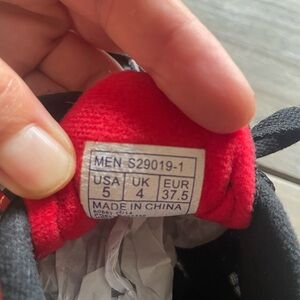 MEN S29019-1
USA UK EUR
5 4 37.5
MADE IN CHINA